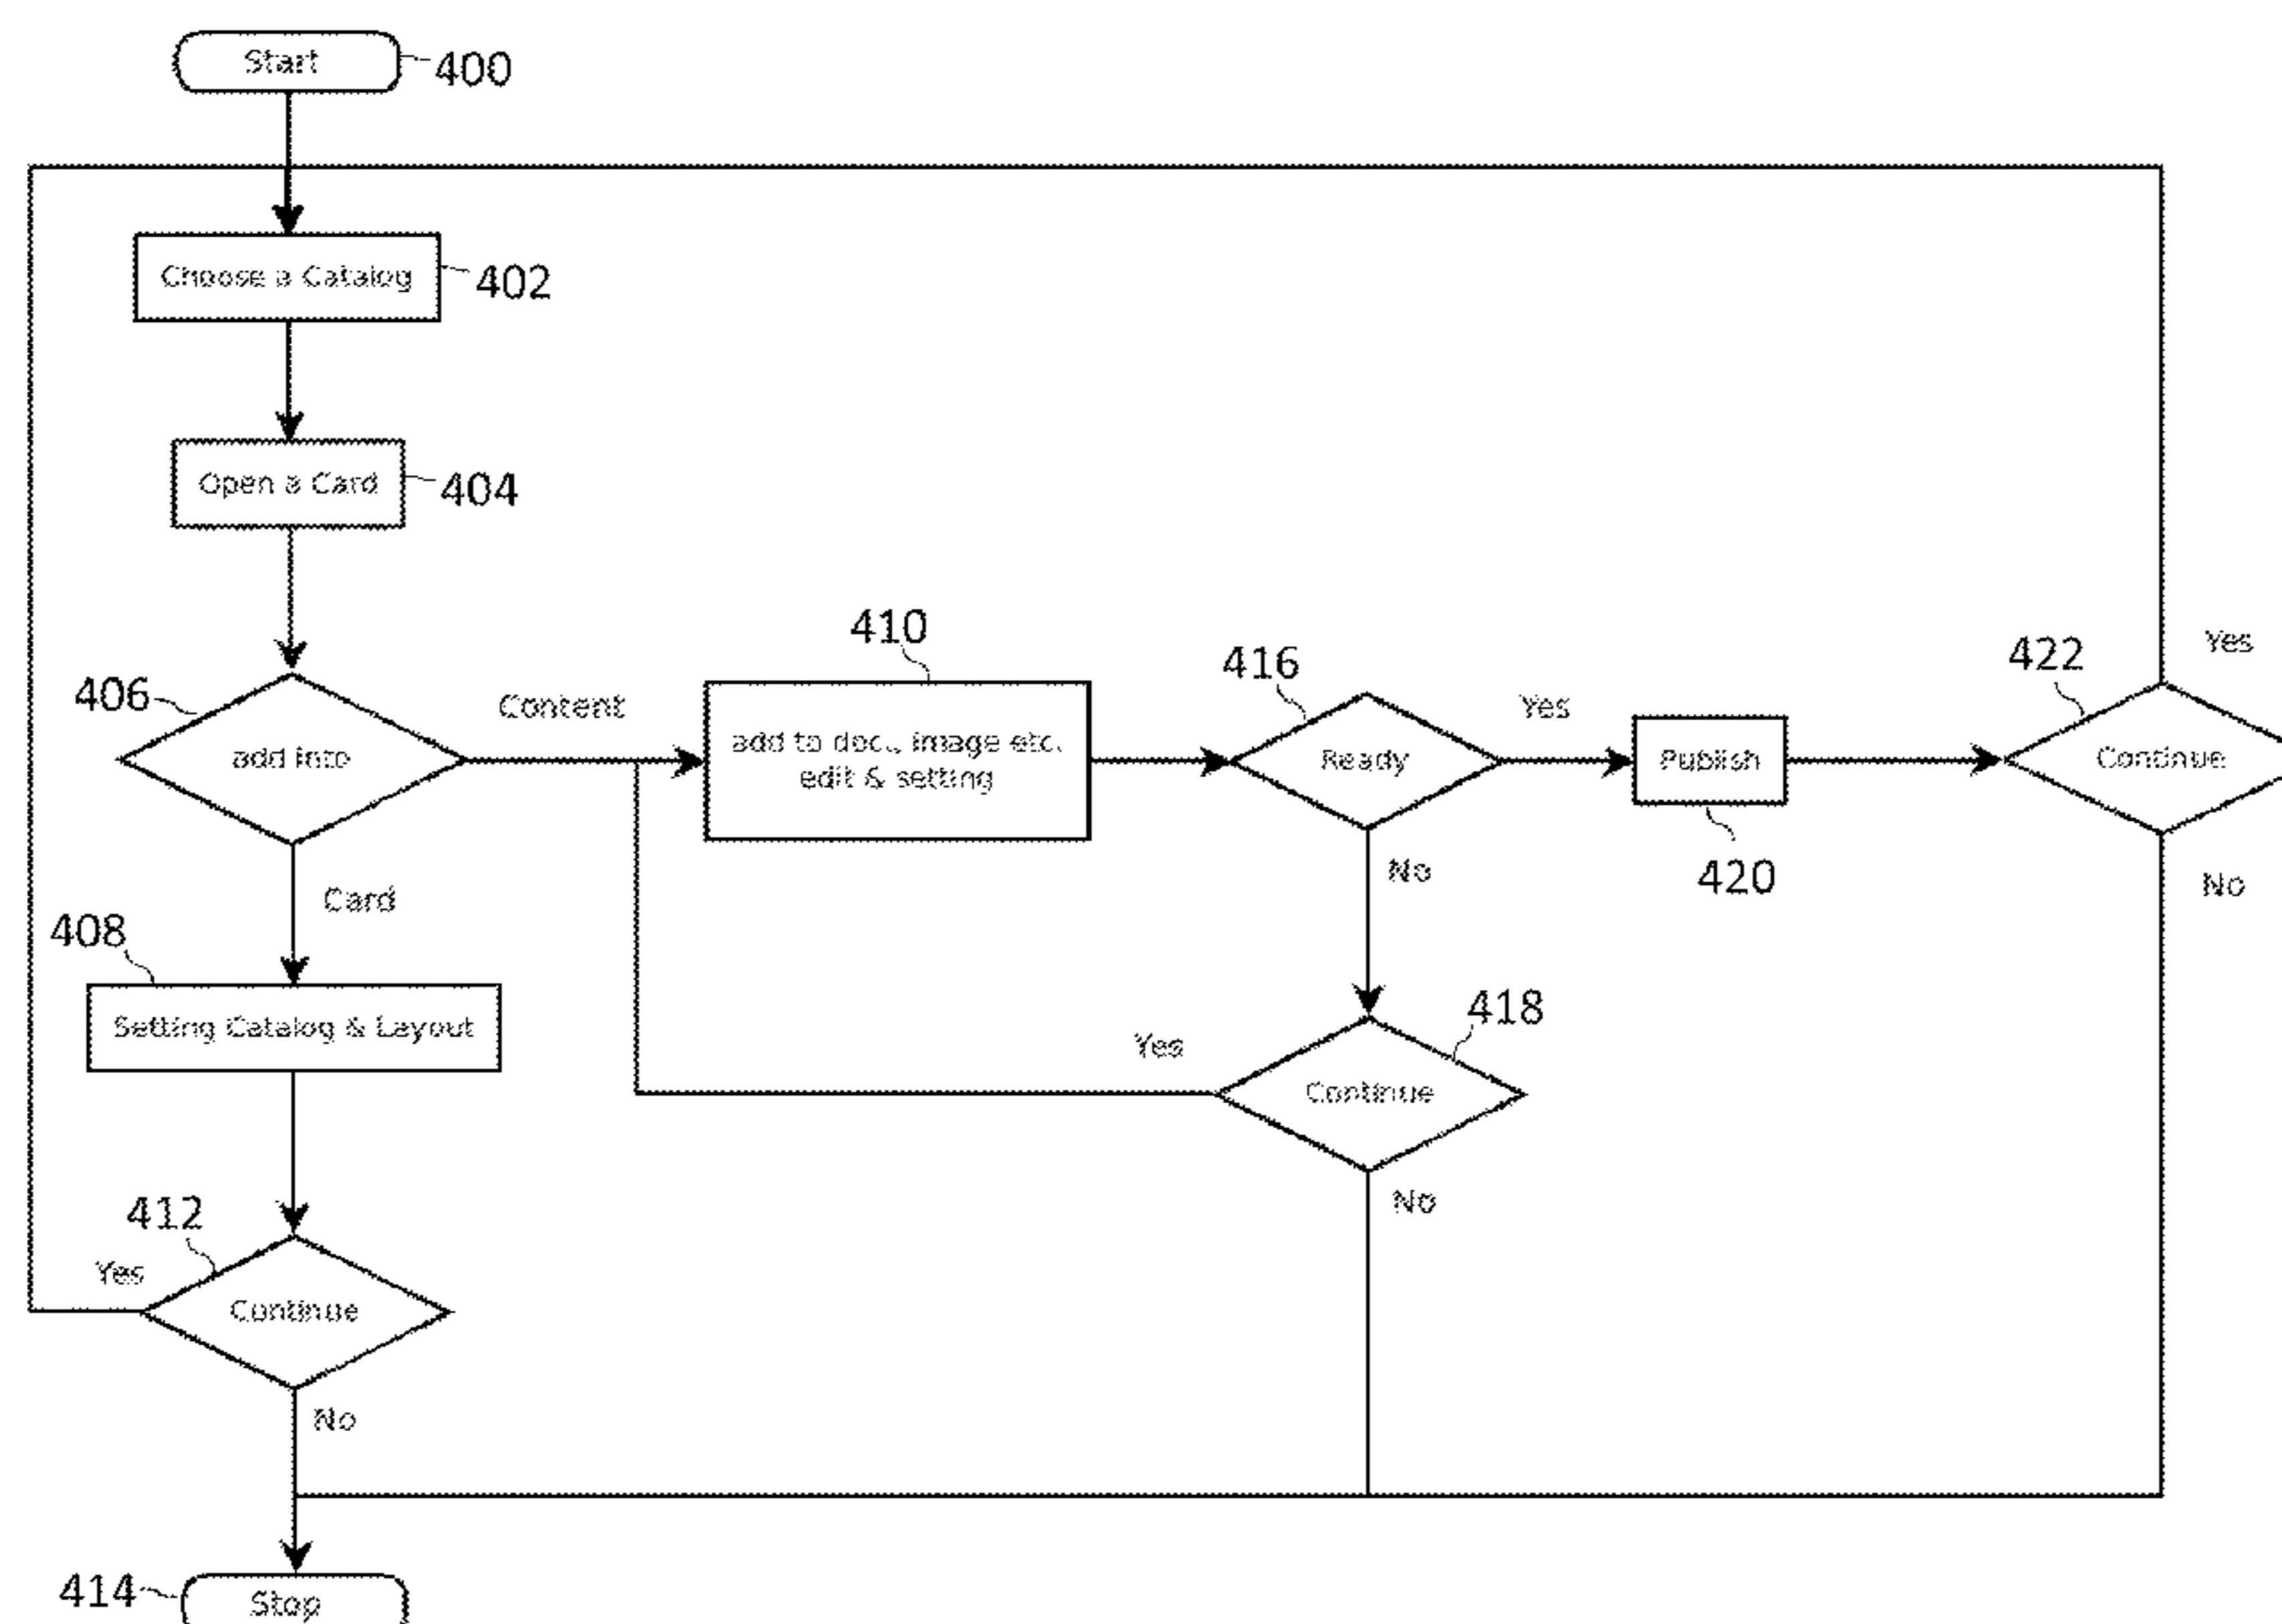 Start
400
Choose a Catalog
402
Open a Card
404
406
add into
Content
410
add to doc., image etc.
edit & setting
416
Ready
Yes
Publish
420
422
Continue
Yes
No
No
Card
408
Setting Catalog & Layout
418
Continue
Yes
No
412
Yes
Continue
No
414
Stop